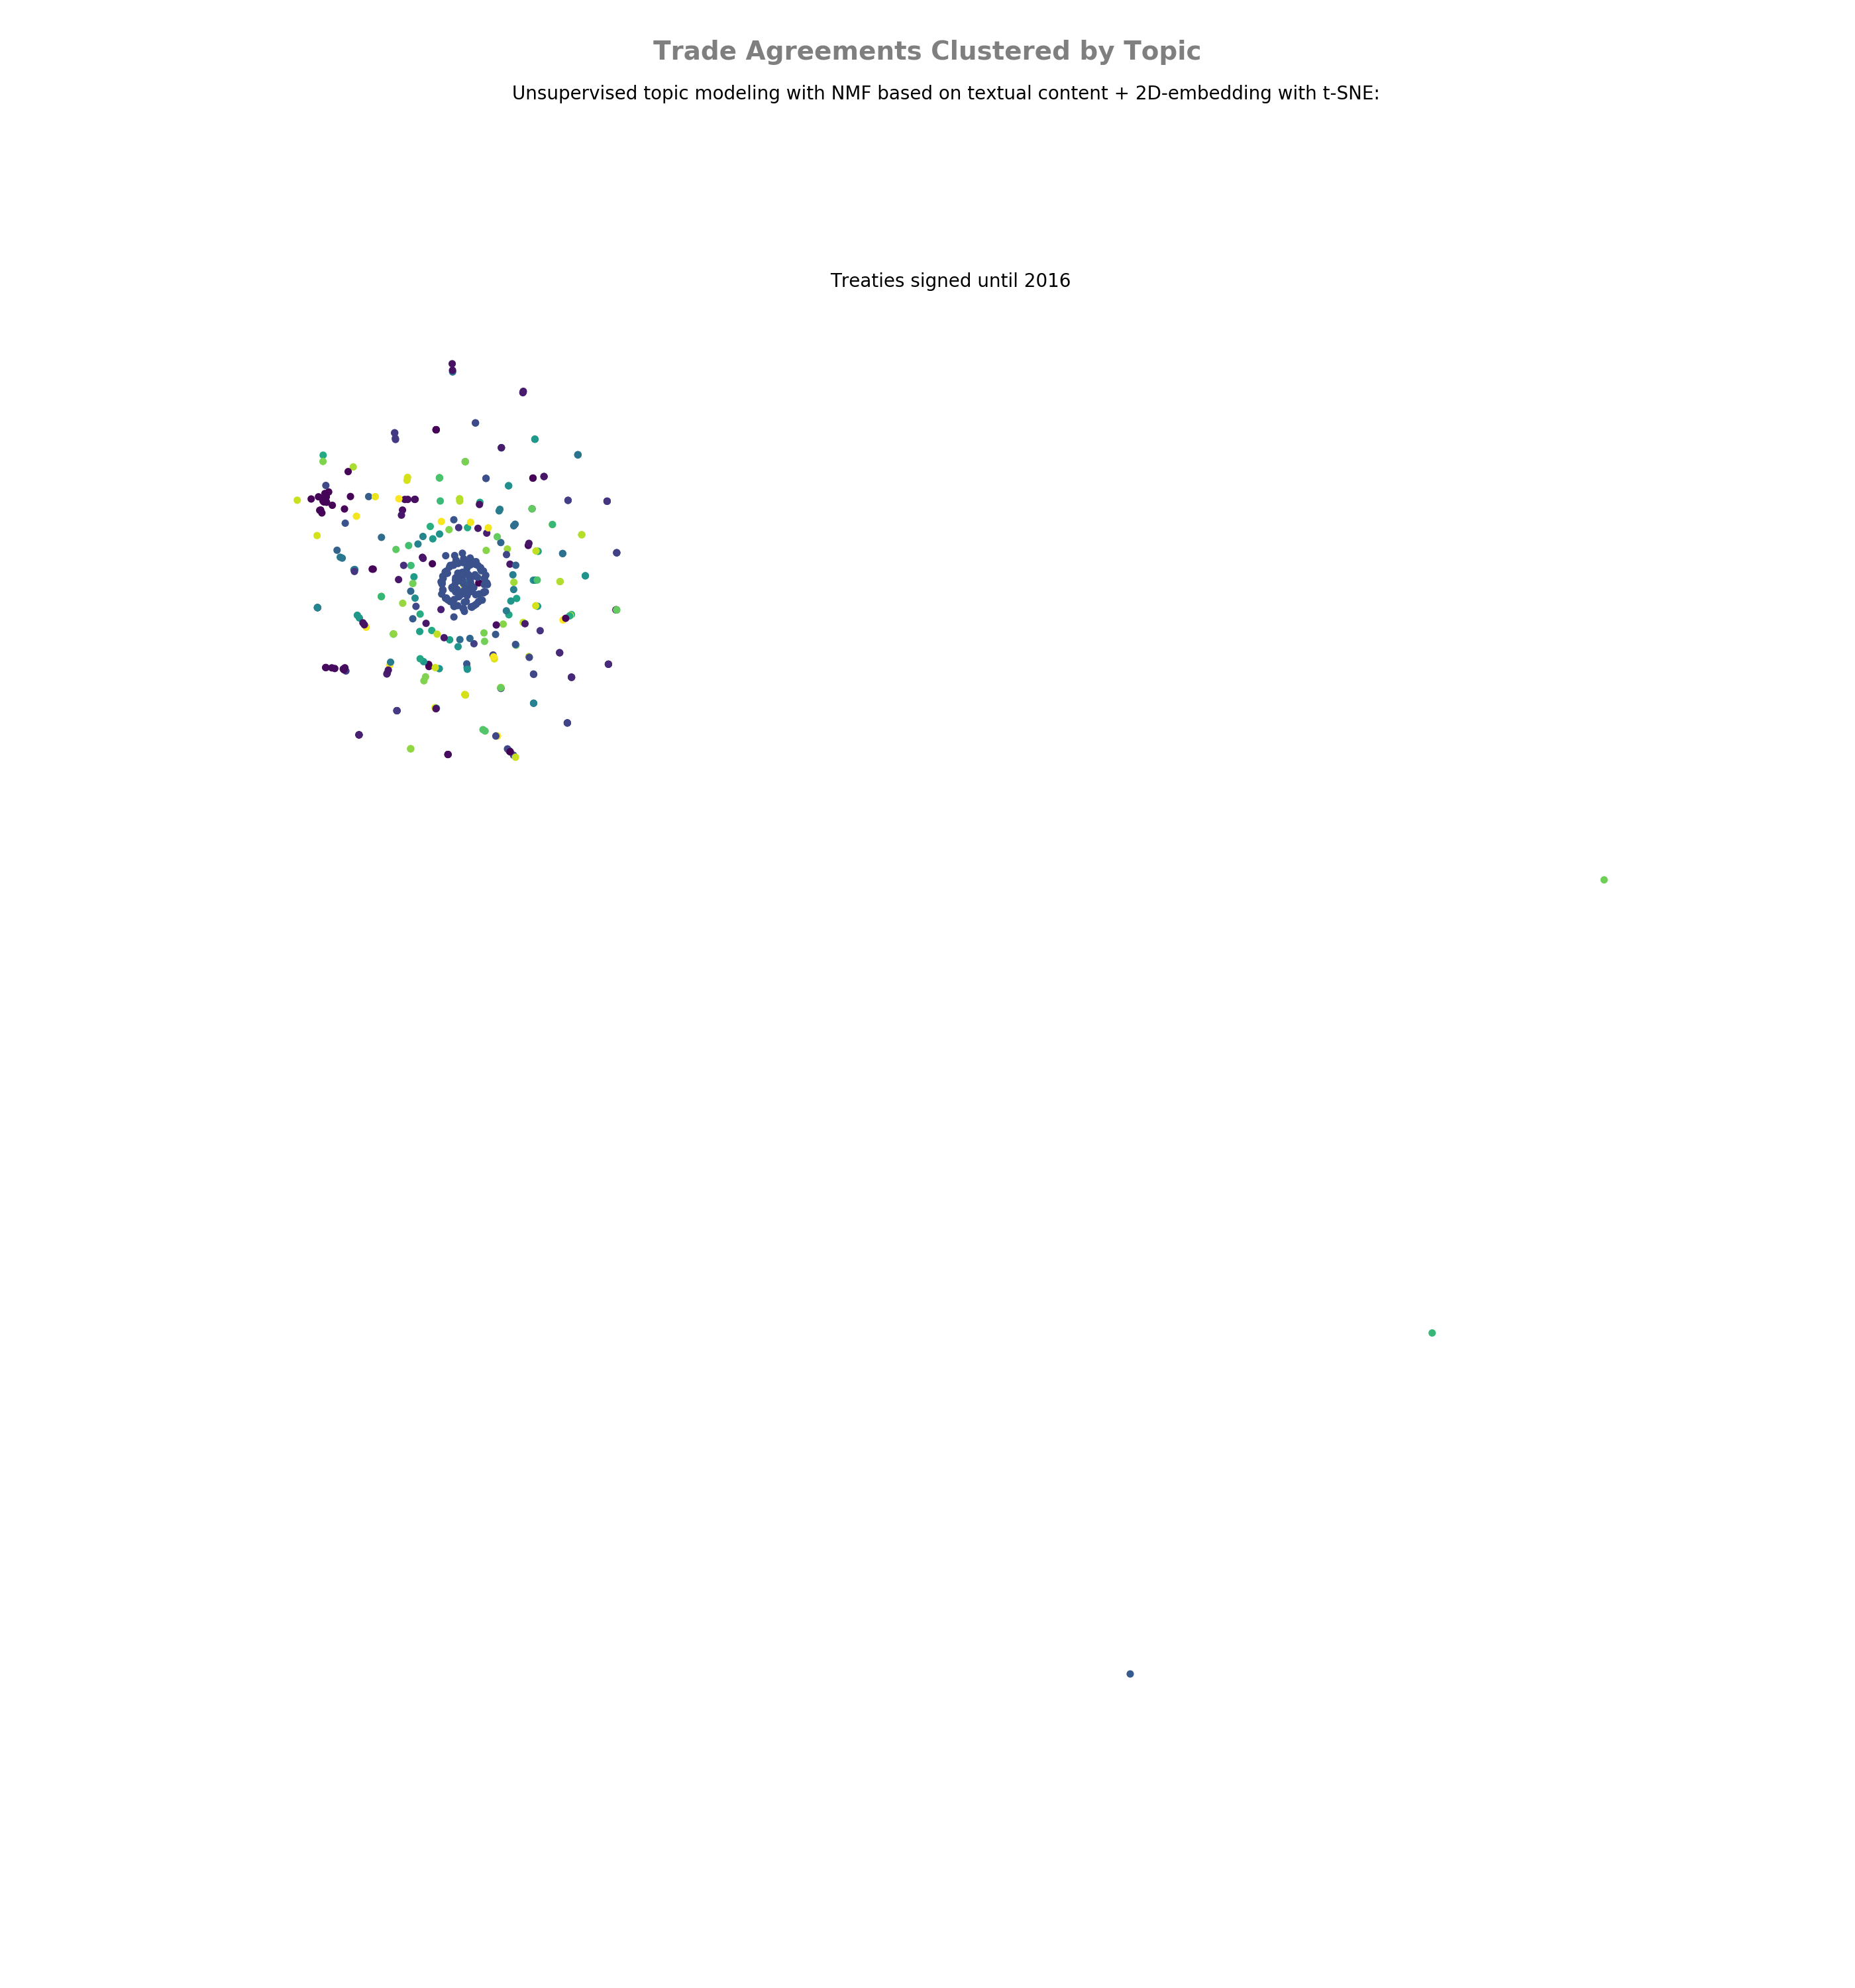 Trade Agreements Clustered by Topic
Unsupervised topic modeling with NMF based on textual content + 2D-embedding with t-SNE:
Treaties signed until 2016